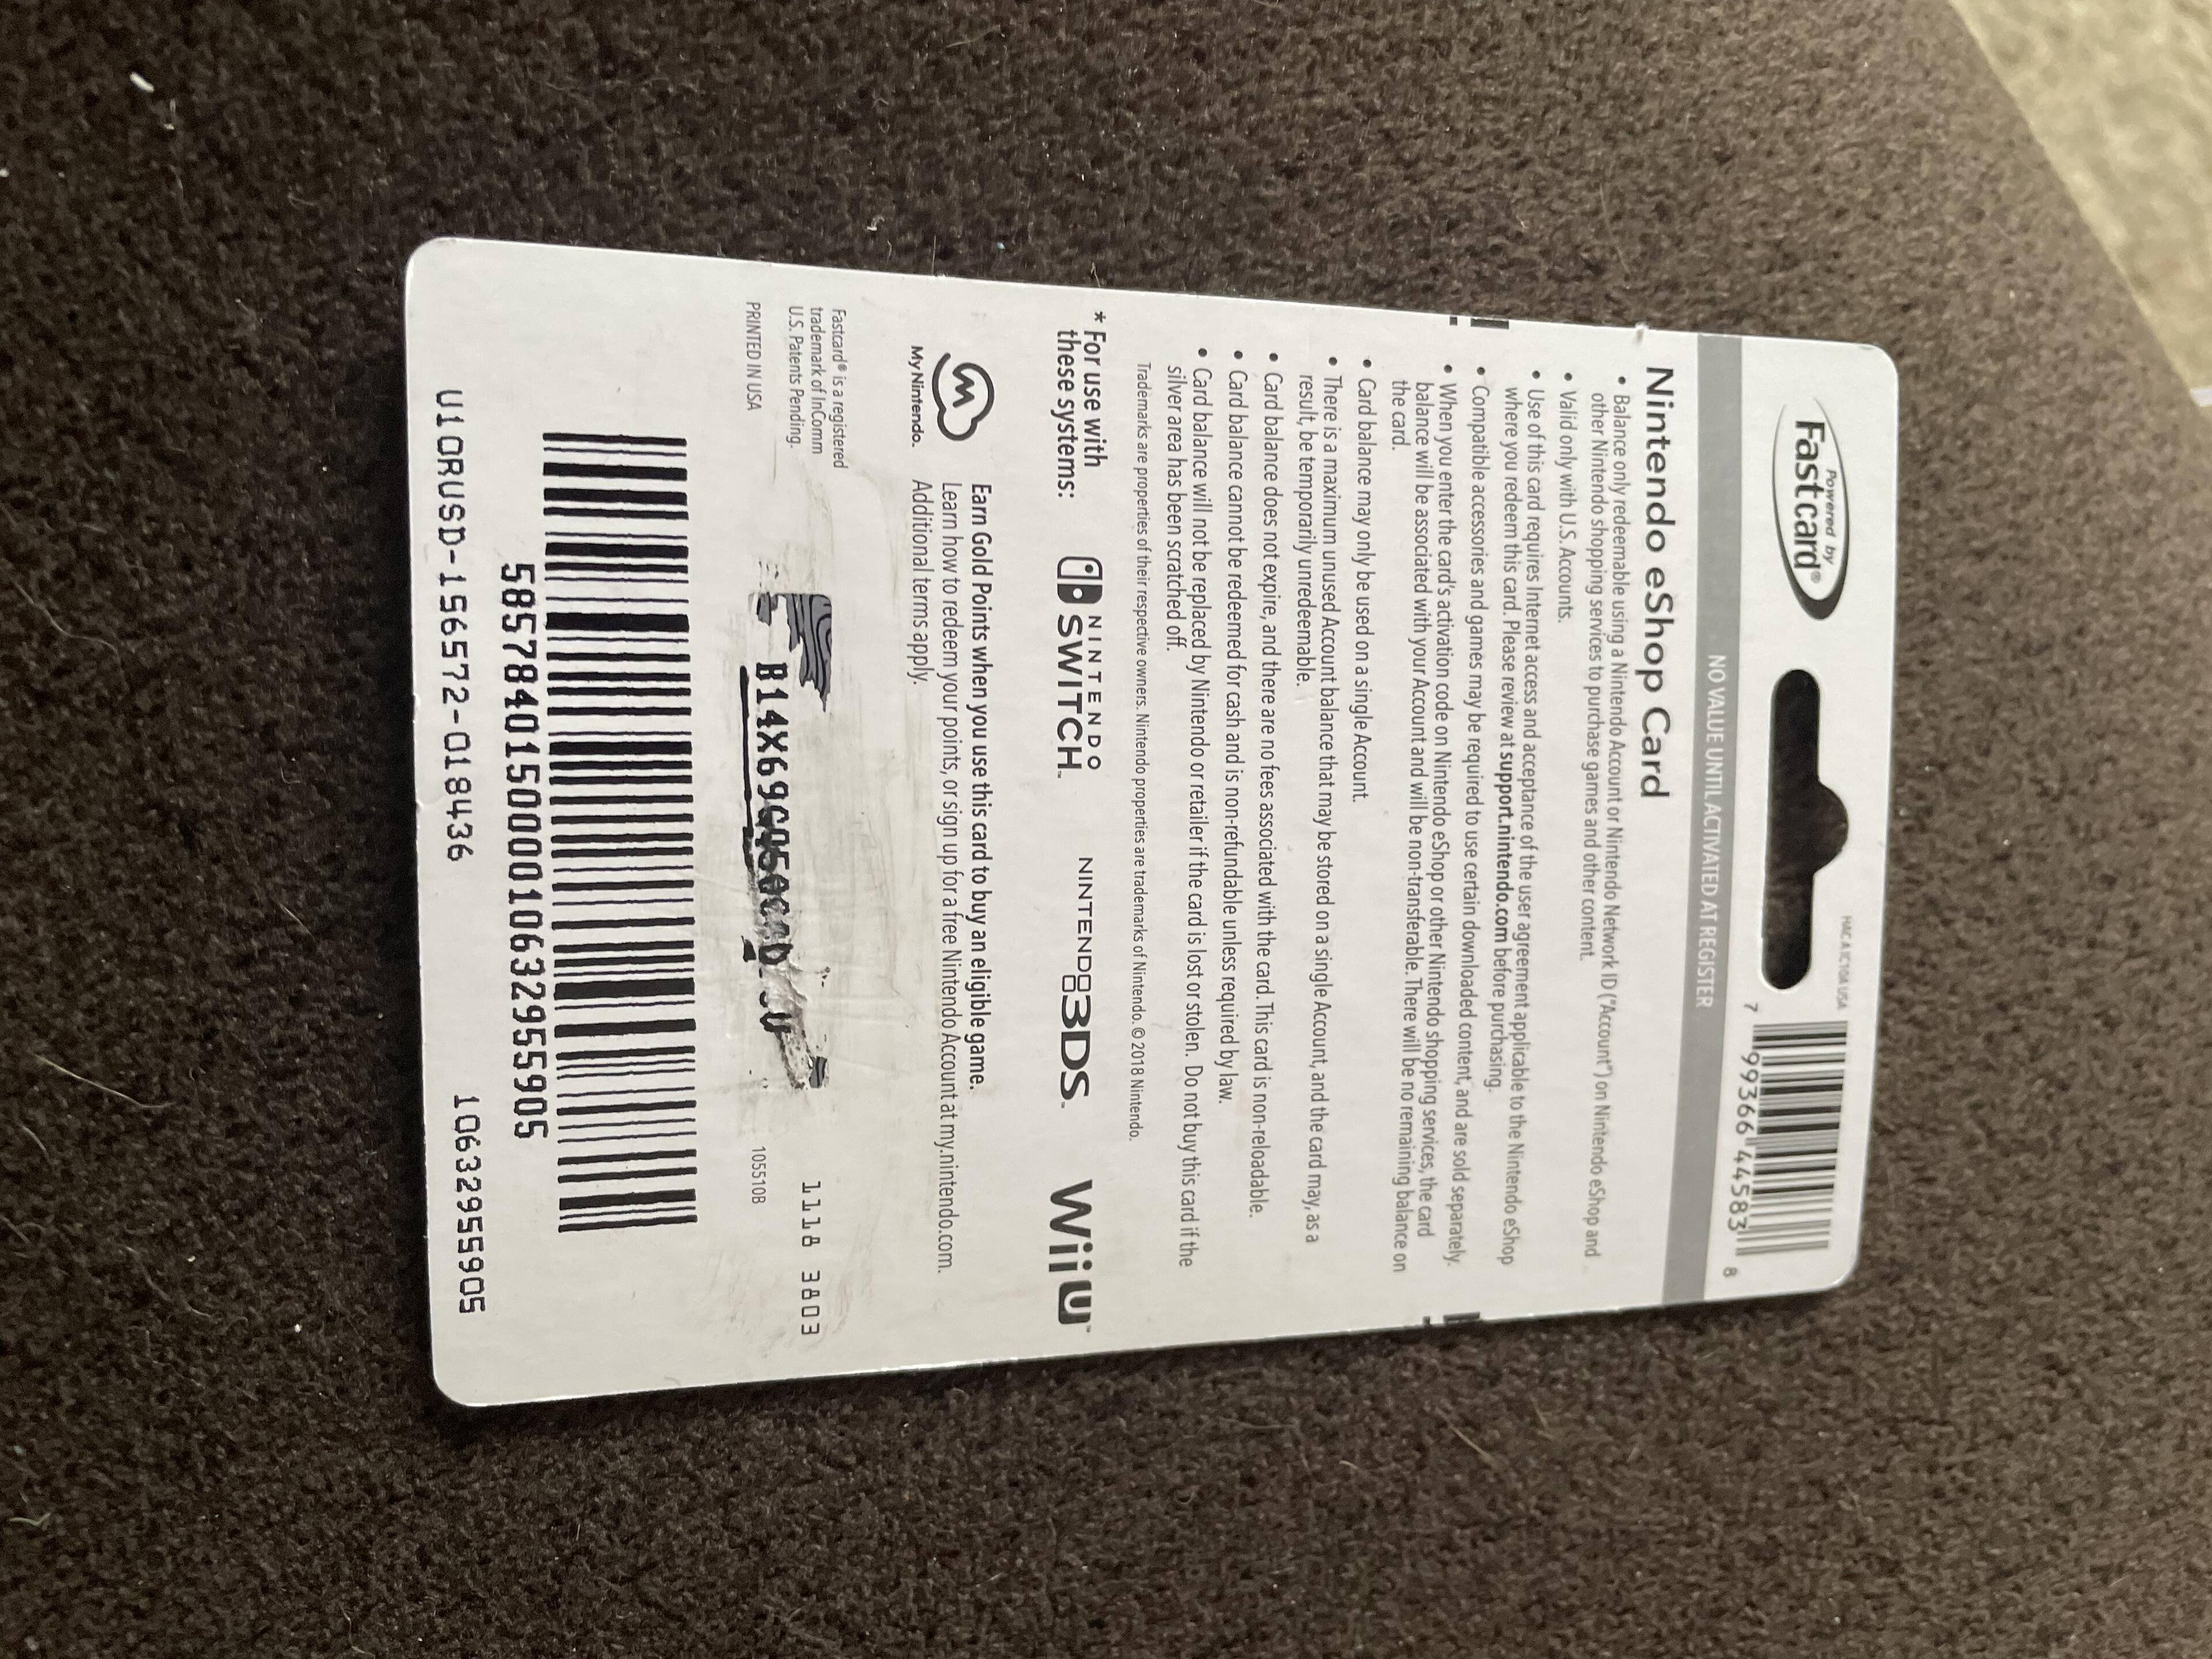 Powered by
Fastcard®
HAC A JC10A USA
7 99366 44583 8
NO VALUE UNTIL ACTIVATED AT REGISTER
Nintendo eShop Card
• Balance only redeemable using a Nintendo Account or Nintendo Network ID ("Account") on Nintendo eShop and
other Nintendo shopping services to purchase games and other content.
• Valid only with U.S. Accounts.
• Use of this card requires Internet access and acceptance of the user agreement applicable to the Nintendo eShop
where you redeem this card. Please review at support.nintendo.com before purchasing.
• Compatible accessories and games may be required to use certain downloaded content, and are sold separately.
• When you enter the card's activation code on Nintendo eShop or other Nintendo shopping services, the card
balance will be associated with your Account and will be non-transferable. There will be no remaining balance on
the card.
• Card balance may only be used on a single Account.
• There is a maximum unused Account balance that may be stored on a single Account, and the card may, as a
result, be temporarily unredeemable.
• Card balance does not expire, and there are no fees associated with the card. This card is non-reloadable.
• Card balance cannot be redeemed for cash and is non-refundable unless required by law.
• Card balance will not be replaced by Nintendo or retailer if the card is lost or stolen. Do not buy this card if the
silver area has been scratched off.
Trademarks are properties of their respective owners. Nintendo properties are trademarks of Nintendo. © 2018 Nintendo.
* For use with
these systems:
NINTENDO
SWITCH™
NINTENDO 3DS™
Wii U™
My Nintendo.
Earn Gold Points when you use this card to buy an eligible game.
Learn how to redeem your points, or sign up for a free Nintendo Account at my.nintendo.com.
Additional terms apply.
Fastcard® is a registered
trademark of InComm
U.S. Patents Pending.
PRINTED IN USA
1118 3803
105510B
585784015000010632955905
U10RUSD-156572-018436
10632955905